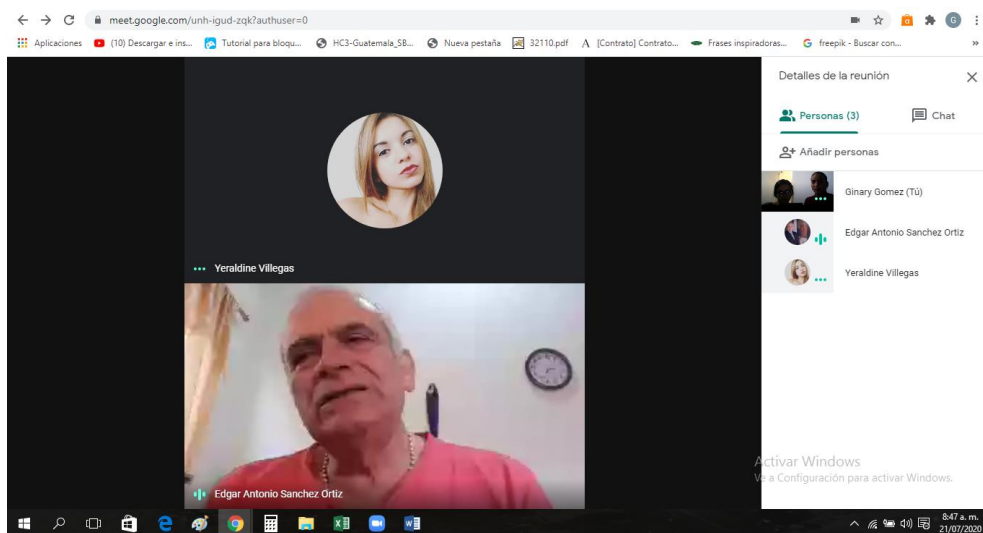 meet.google.com/unh-igud-zqk?authuser=0
G
Aplicaciones (10) Descargar e ins... Tutorial para bloqu... HC3-Guatemala_SB... Nueva pestaña 32110.pdf A [Contrato] Contrato... Frases inspiradoras... G freepik - Buscar con... »
Detalles de la reunión
Personas (3) Chat
Añadir personas
Ginary Gomez (Tú)
Edgar Antonio Sanchez Ortiz
Yeraldine Villegas
Yeraldine Villegas
Edgar Antonio Sanchez Ortiz
Activar Windows
Ve a Configuración para activar Windows.
8:47 a. m.
21/07/2020